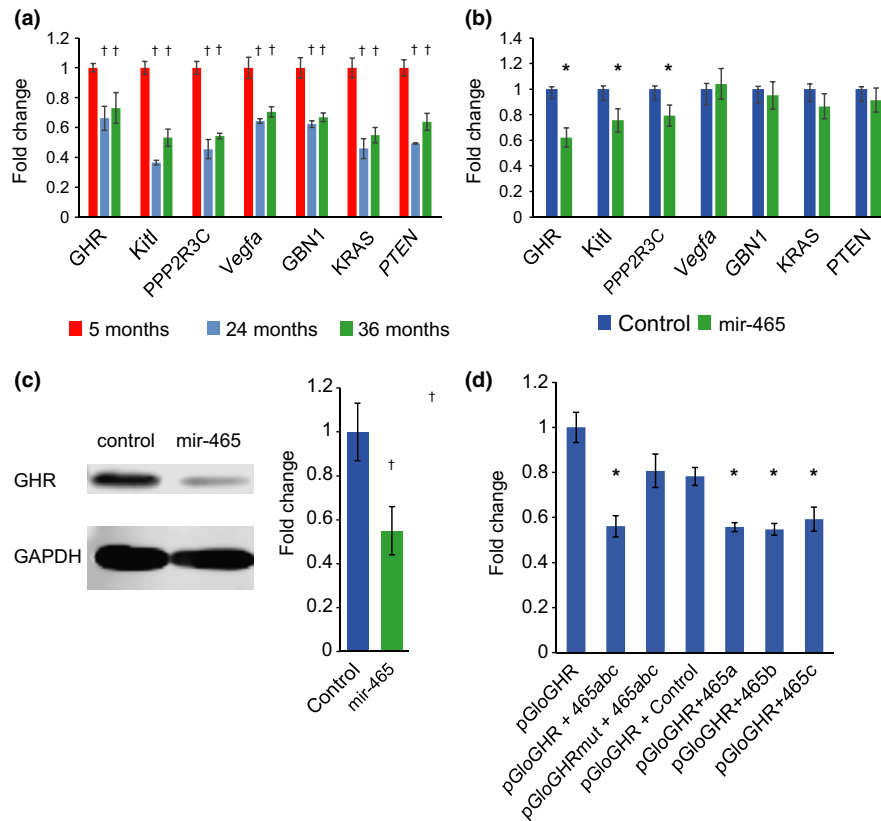 (a)
† † † † † † † † † † † † † †
Fold change
1.2
1
0.8
0.6
0.4
0.2
0
GHR Kitl PPP2R3C Vegfa GBN1 KRAS PTEN
5 months 24 months 36 months
(b)
* * *
Fold change
1.4
1.2
1
0.8
0.6
0.4
0.2
0
GHR Kitl PPP2R3C Vegfa GBN1 KRAS PTEN
Control mir-465
(c)
control mir-465
GHR
GAPDH
Fold change
1.2
1
0.8
0.6
0.4
0.2
0
†
†
Control mir-465
(d)
Fold change
1.2
1
0.8
0.6
0.4
0.2
0
* * * *
pGloGHR
pGloGHR + 465abc
pGloGHRmut + 465abc
pGloGHR + Control
pGloGHR+465a
pGloGHR+465b
pGloGHR+465c